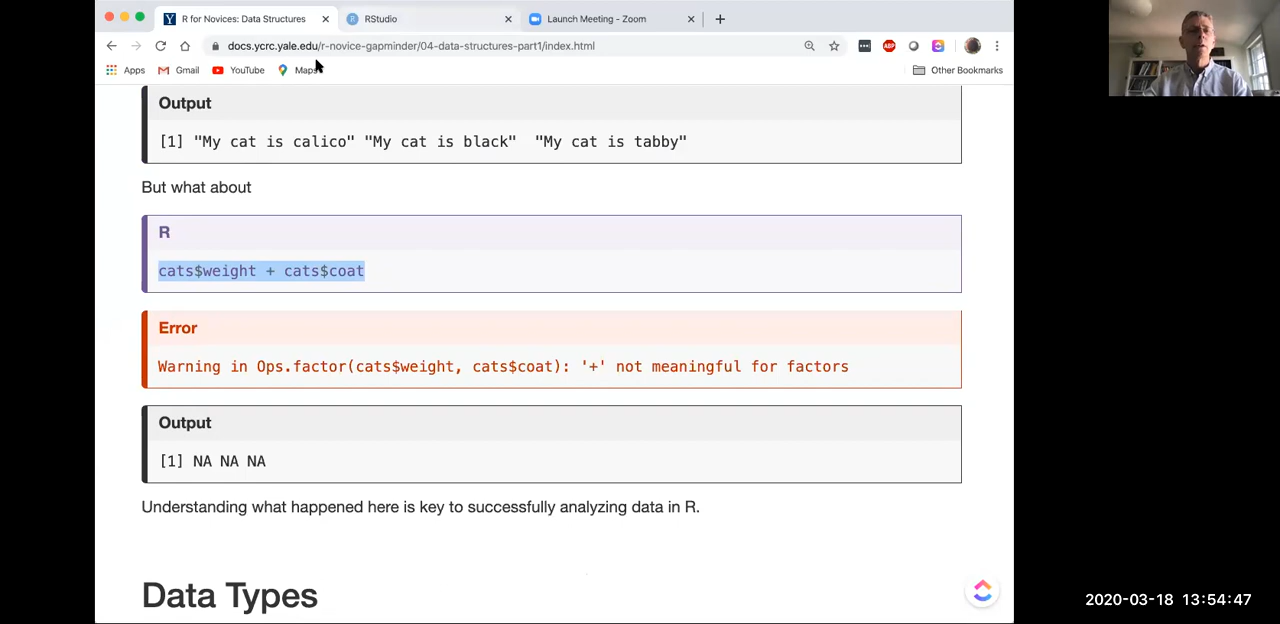 R for Novices: Data Structures
RStudio
Launch Meeting - Zoom
docs.ycrc.yale.edu/r-novice-gapminder/04-data-structures-part1/index.html
ABP
Apps
Gmail
YouTube
Maps
Other Bookmarks
Output
[1] "My cat is calico" "My cat is black"  "My cat is tabby"
But what about
R
cats$weight + cats$coat
Error
Warning in Ops.factor(cats$weight, cats$coat): '+' not meaningful for factors
Output
[1] NA NA NA
Understanding what happened here is key to successfully analyzing data in R.
Data Types
2020-03-18 13:54:47